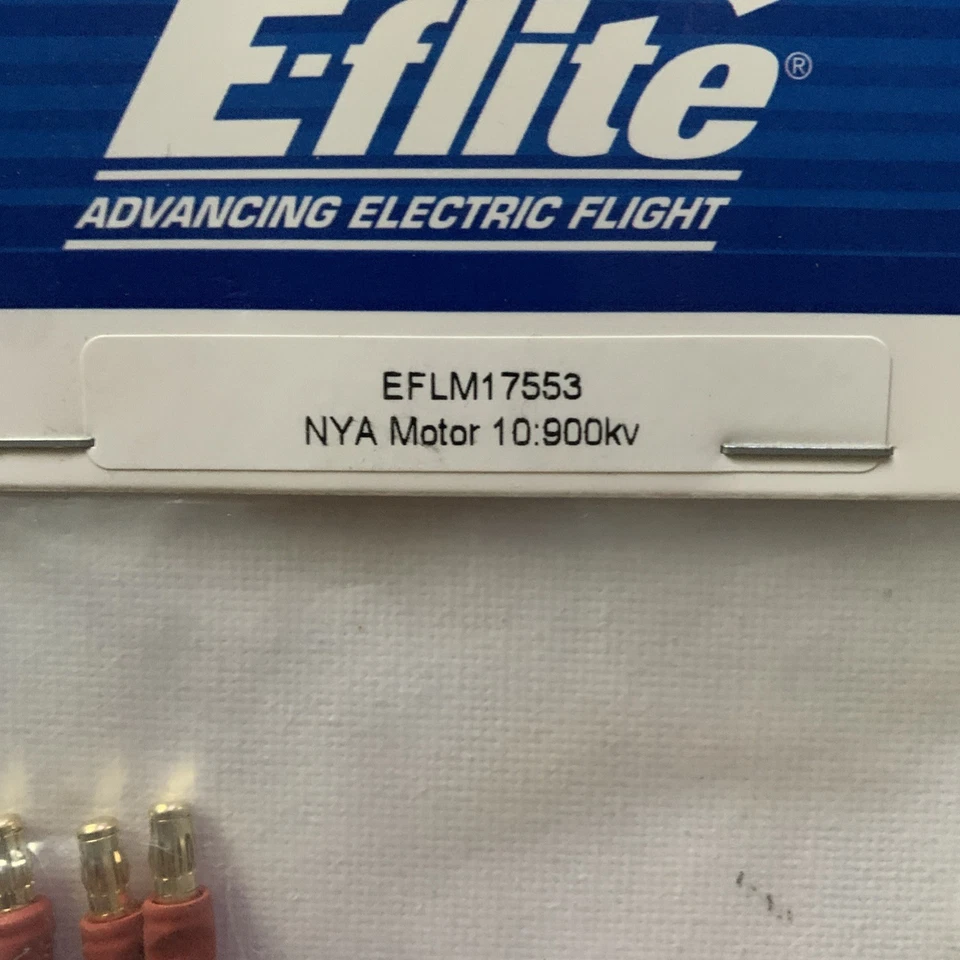 E-flite®
ADVANCING ELECTRIC FLIGHT
EFLM17553
NYA Motor 10:900kv